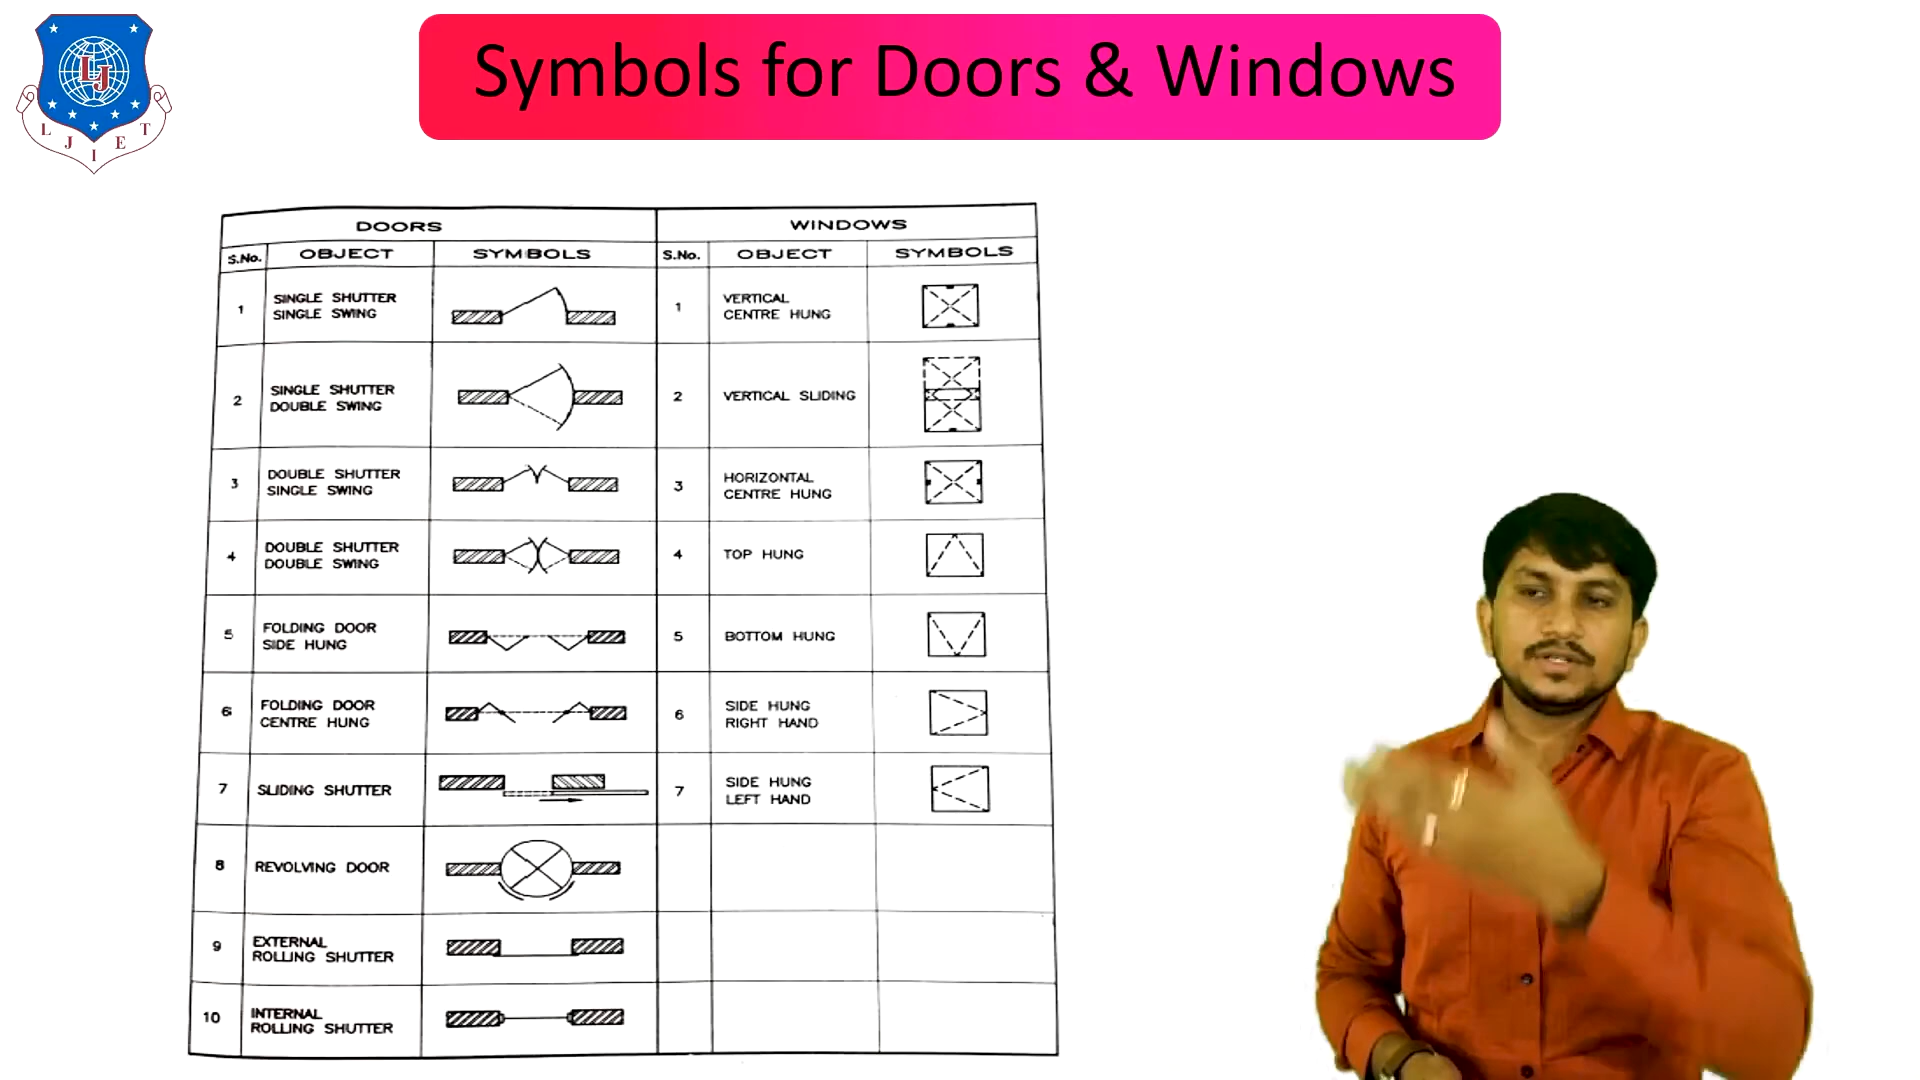 Symbols for Doors & Windows
L J I E T
LJ
DOORS
WINDOWS
S.No. OBJECT SYMBOLS S.No. OBJECT SYMBOLS
1 SINGLE SHUTTER
SINGLE SWING
1 VERTICAL
CENTRE HUNG
2 SINGLE SHUTTER
DOUBLE SWING
2 VERTICAL SLIDING
3 DOUBLE SHUTTER
SINGLE SWING
3 HORIZONTAL
CENTRE HUNG
4 DOUBLE SHUTTER
DOUBLE SWING
4 TOP HUNG
5 FOLDING DOOR
SIDE HUNG
5 BOTTOM HUNG
6 FOLDING DOOR
CENTRE HUNG
6 SIDE HUNG
RIGHT HAND
7 SLIDING SHUTTER
7 SIDE HUNG
LEFT HAND
8 REVOLVING DOOR
9 EXTERNAL
ROLLING SHUTTER
10 INTERNAL
ROLLING SHUTTER